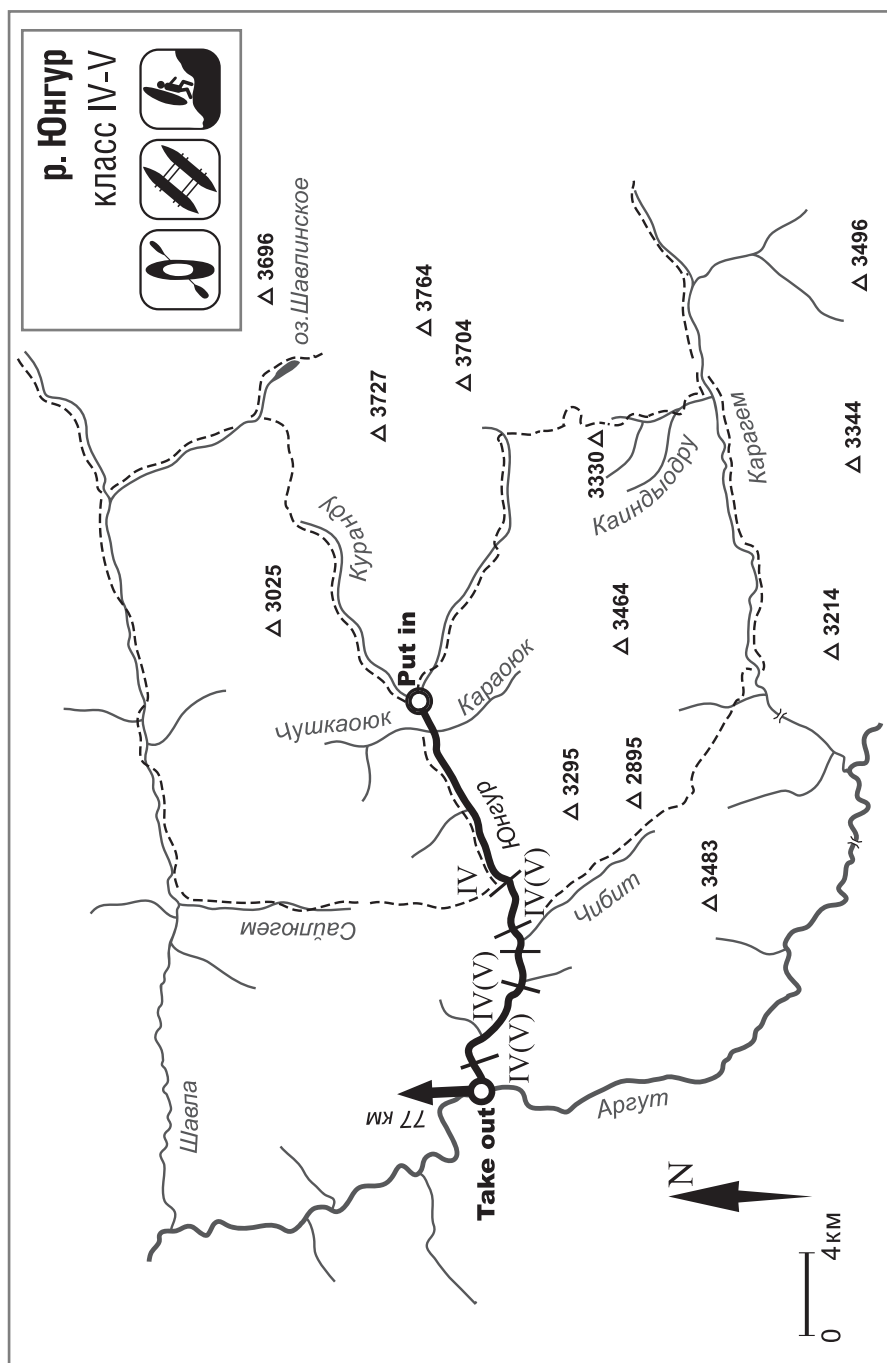 р. Юнгур
класс IV-V
△ 3696
оз.Шавлинское
△ 3764
△ 3704
△ 3727
3330 △
△ 3496
△ 3344
Карагем
Каиндыодру
Куранду
△ 3025
△ 3464
△ 3214
Put in
Караоюк
Чушкаоюк
Юнгур
△ 3295
△ 2895
△ 3483
IV
IV(V)
Чибит
Сайлюгем
IV(V)
IV(V)
Шавла
77 км
Take out
Аргут
N
0
4км